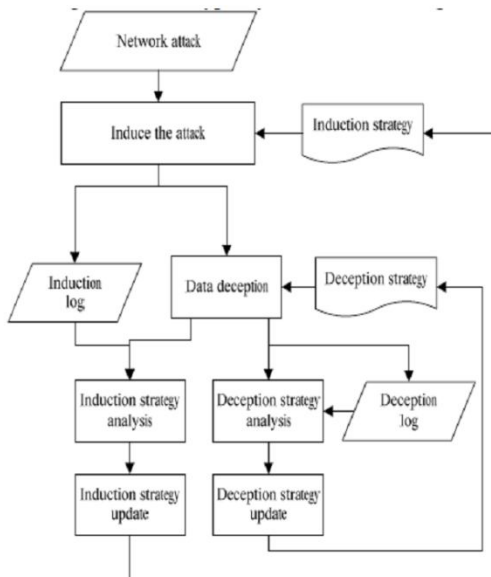 Network attack
Induce the attack
Induction strategy
Induction
log
Data deception
Deception strategy
Induction strategy
analysis
Deception strategy
analysis
Deception
log
Induction strategy
update
Deception strategy
update